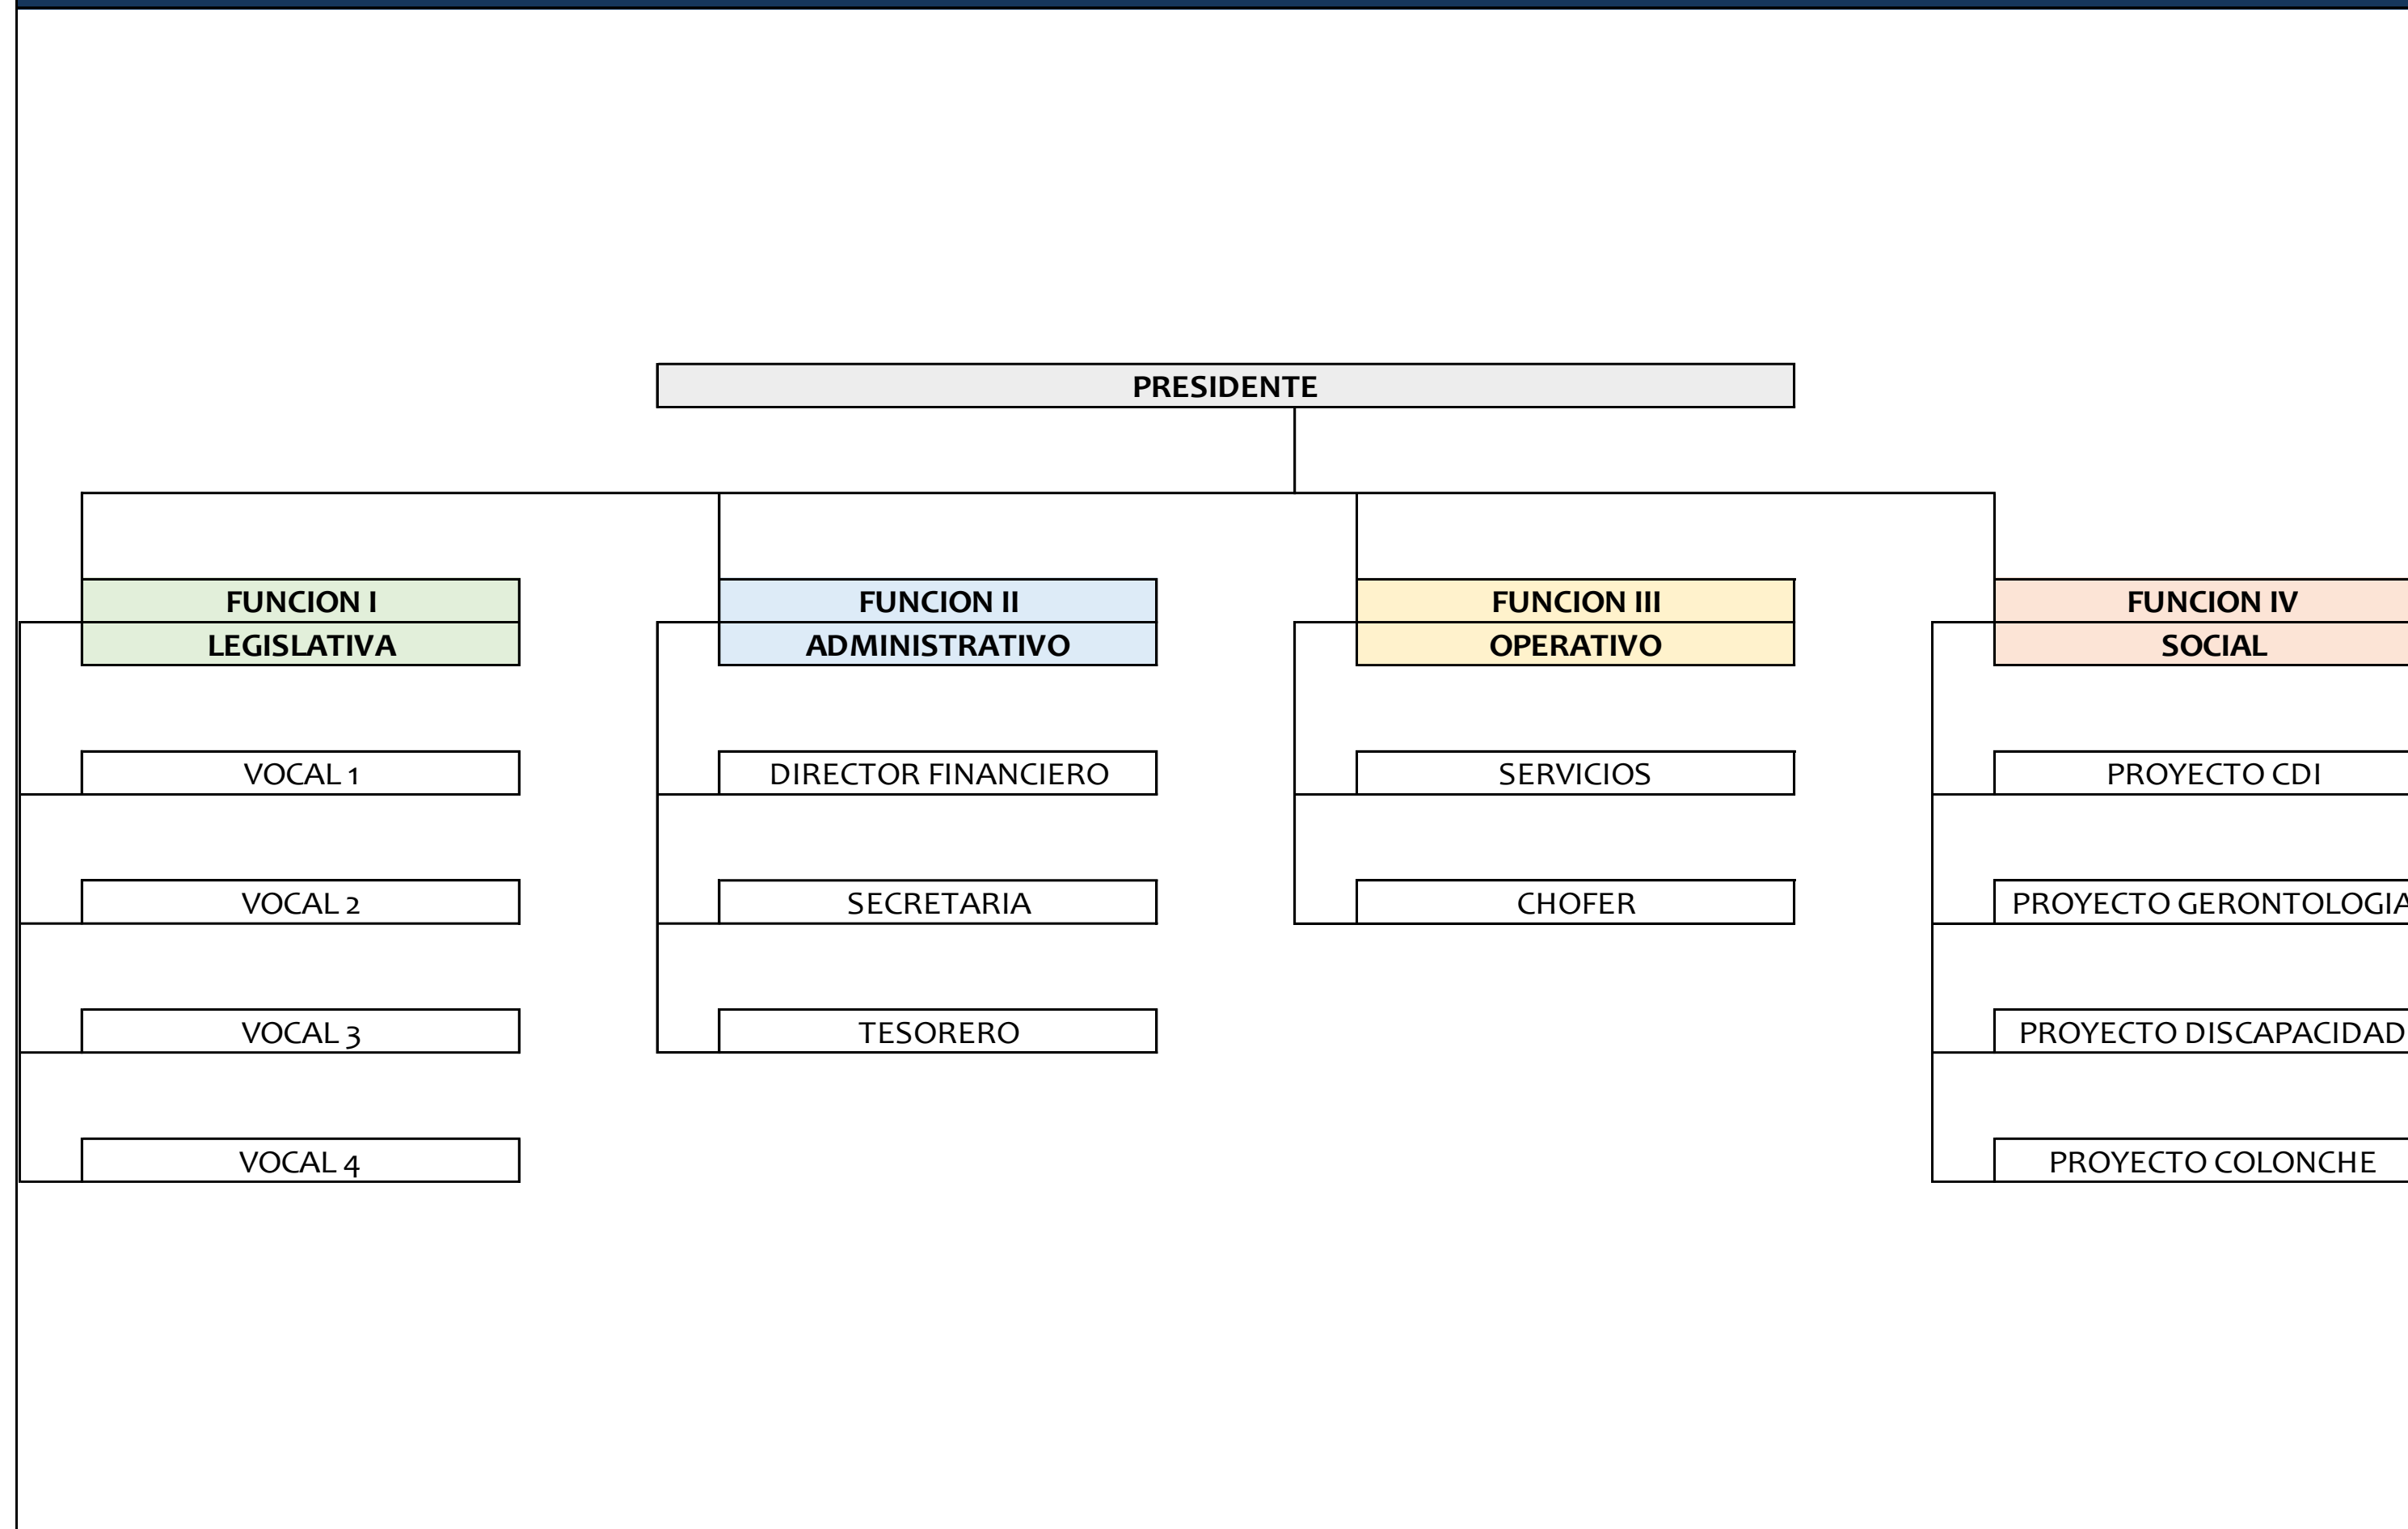 PRESIDENTE
FUNCION I
LEGISLATIVA
VOCAL 1
VOCAL 2
VOCAL 3
VOCAL 4
FUNCION II
ADMINISTRATIVO
DIRECTOR FINANCIERO
SECRETARIA
TESORERO
FUNCION III
OPERATIVO
SERVICIOS
CHOFER
FUNCION IV
SOCIAL
PROYECTO CDI
PROYECTO GERONTOLOGIA
PROYECTO DISCAPACIDAD
PROYECTO COLONCHE